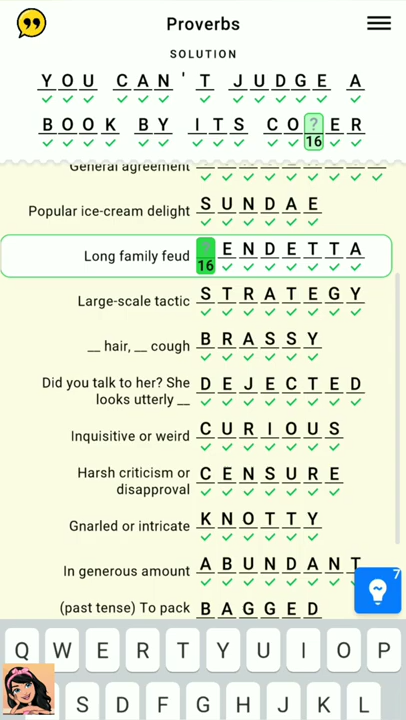 Proverbs
SOLUTION
YOU CAN'T JUDGE A
BOOK BY ITS CO?ER
16
General agreement
Popular ice-cream delight SUNDAE
Long family feud ENDETTA
16
Large-scale tactic STRATEGY
__ hair, __ cough BRASSY
Did you talk to her? She
looks utterly __ DEJECTED
Inquisitive or weird CURIOUS
Harsh criticism or
disapproval CENSURE
Gnarled or intricate KNOTTY
In generous amount ABUNDANT
7
(past tense) To pack BAGGED
Q W E R T Y U I O P
S D F G H J K L